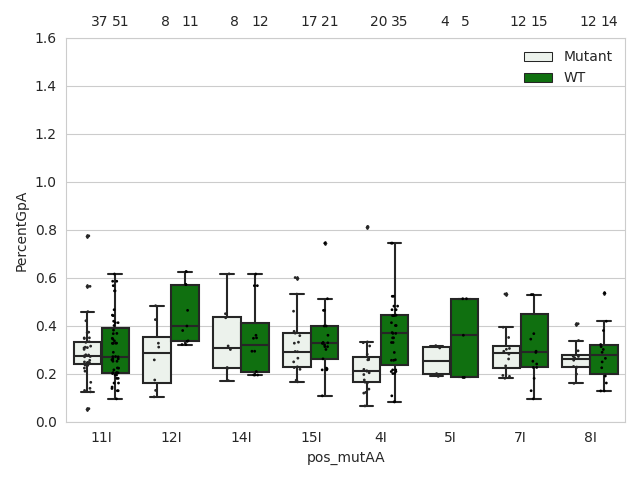 37 51 8 11 8 12 17 21 20 35 4 5 12 15 12 14
1.6
1.4
1.2
1.0
0.8
0.6
0.4
0.2
0.0
PercentGpA
Mutant
WT
11I 12I 14I 15I 4I 5I 7I 8I
pos_mutAA